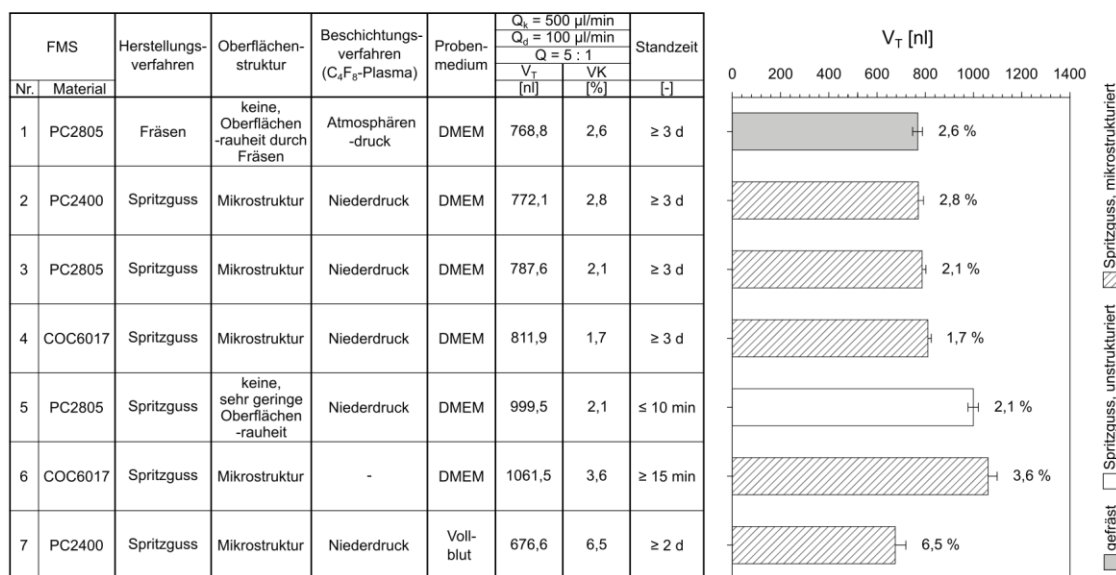 FMS
Herstellungs-
verfahren
Oberflächen-
struktur
Beschichtungs-
verfahren
(C₄F₈-Plasma)
Proben-
medium
Qₖ = 500 µl/min
Q_d = 100 µl/min
Q = 5 : 1
Standzeit
Nr. Material V_T [nl] VK [%] [-]
1 PC2805 Fräsen
keine,
Oberflächen
-rauheit durch
Fräsen
Atmosphären
-druck
DMEM 768,8 2,6 ≥ 3 d
2 PC2400 Spritzguss Mikrostruktur Niederdruck DMEM 772,1 2,8 ≥ 3 d
3 PC2805 Spritzguss Mikrostruktur Niederdruck DMEM 787,6 2,1 ≥ 3 d
4 COC6017 Spritzguss Mikrostruktur Niederdruck DMEM 811,9 1,7 ≥ 3 d
5 PC2805 Spritzguss
keine,
sehr geringe
Oberflächen
-rauheit
Niederdruck DMEM 999,5 2,1 ≤ 10 min
6 COC6017 Spritzguss Mikrostruktur - DMEM 1061,5 3,6 ≥ 15 min
7 PC2400 Spritzguss Mikrostruktur Niederdruck
Voll-
blut
676,6 6,5 ≥ 2 d
V_T [nl]
0 200 400 600 800 1000 1200 1400
2,6 %
2,8 %
2,1 %
1,7 %
2,1 %
3,6 %
6,5 %
gefräst
Spritzguss, unstrukturiert
Spritzguss, mikrostrukturiert